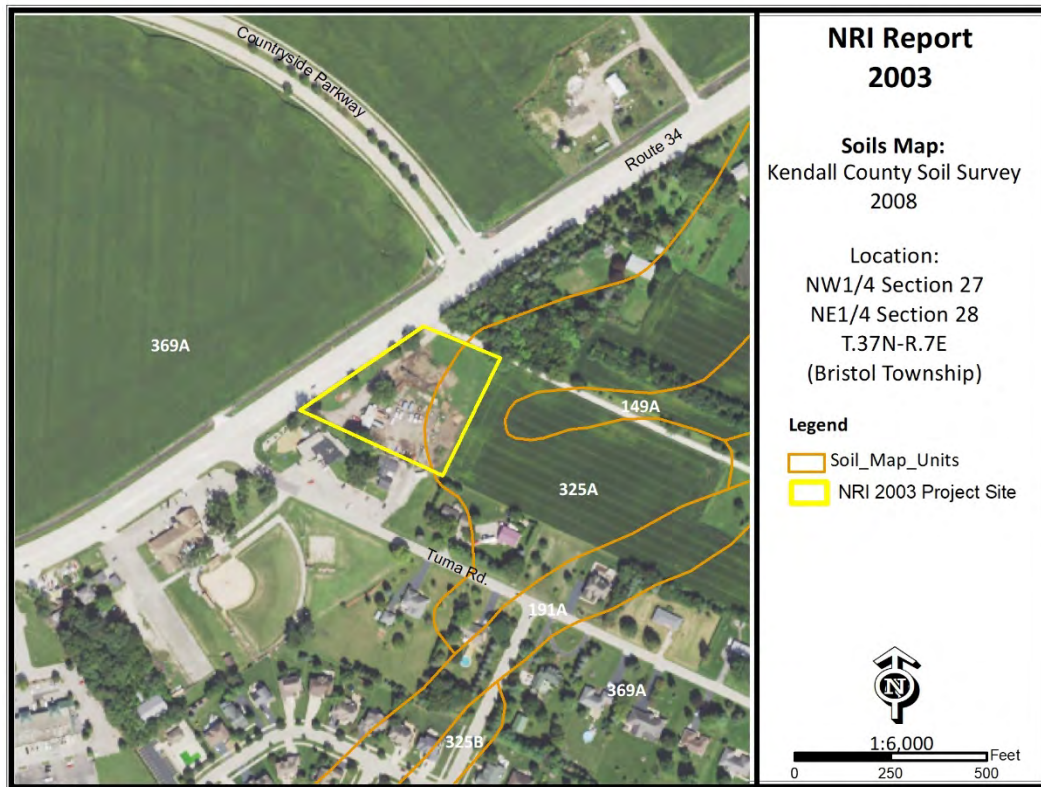 Countryside Parkway
Route 34
369A
149A
325A
Tuma Rd.
191A
369A
325B
NRI Report
2003
Soils Map:
Kendall County Soil Survey
2008
Location:
NW1/4 Section 27
NE1/4 Section 28
T.37N-R.7E
(Bristol Township)
Legend
Soil_Map_Units
NRI 2003 Project Site
N
1:6,000
Feet
0 250 500